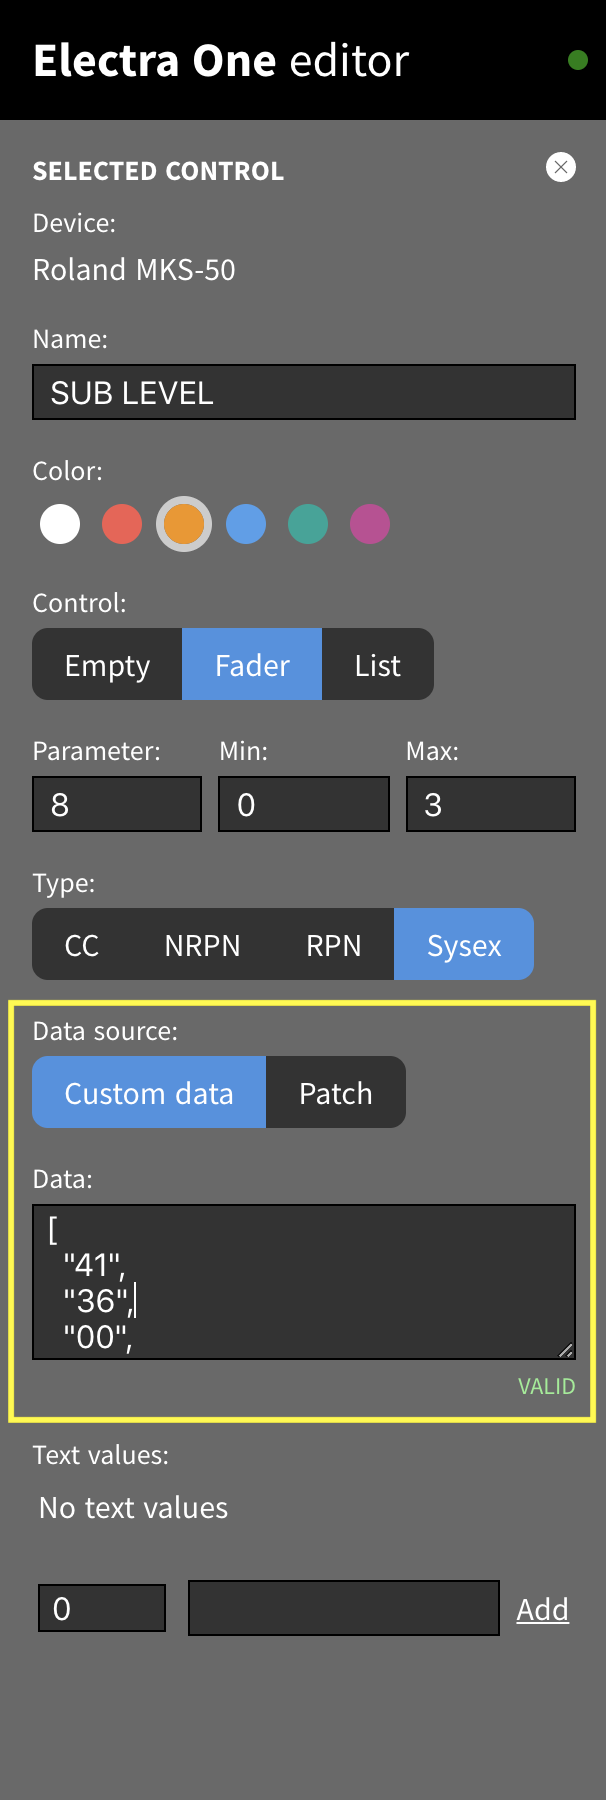 Electra One editor
SELECTED CONTROL
Device:
Roland MKS-50
Name:
SUB LEVEL
Color:
Control:
Empty Fader List
Parameter: Min: Max:
8 0 3
Type:
CC NRPN RPN Sysex
Data source:
Custom data Patch
Data:
[
"41",
"36",
"00",
VALID
Text values:
No text values
0 Add